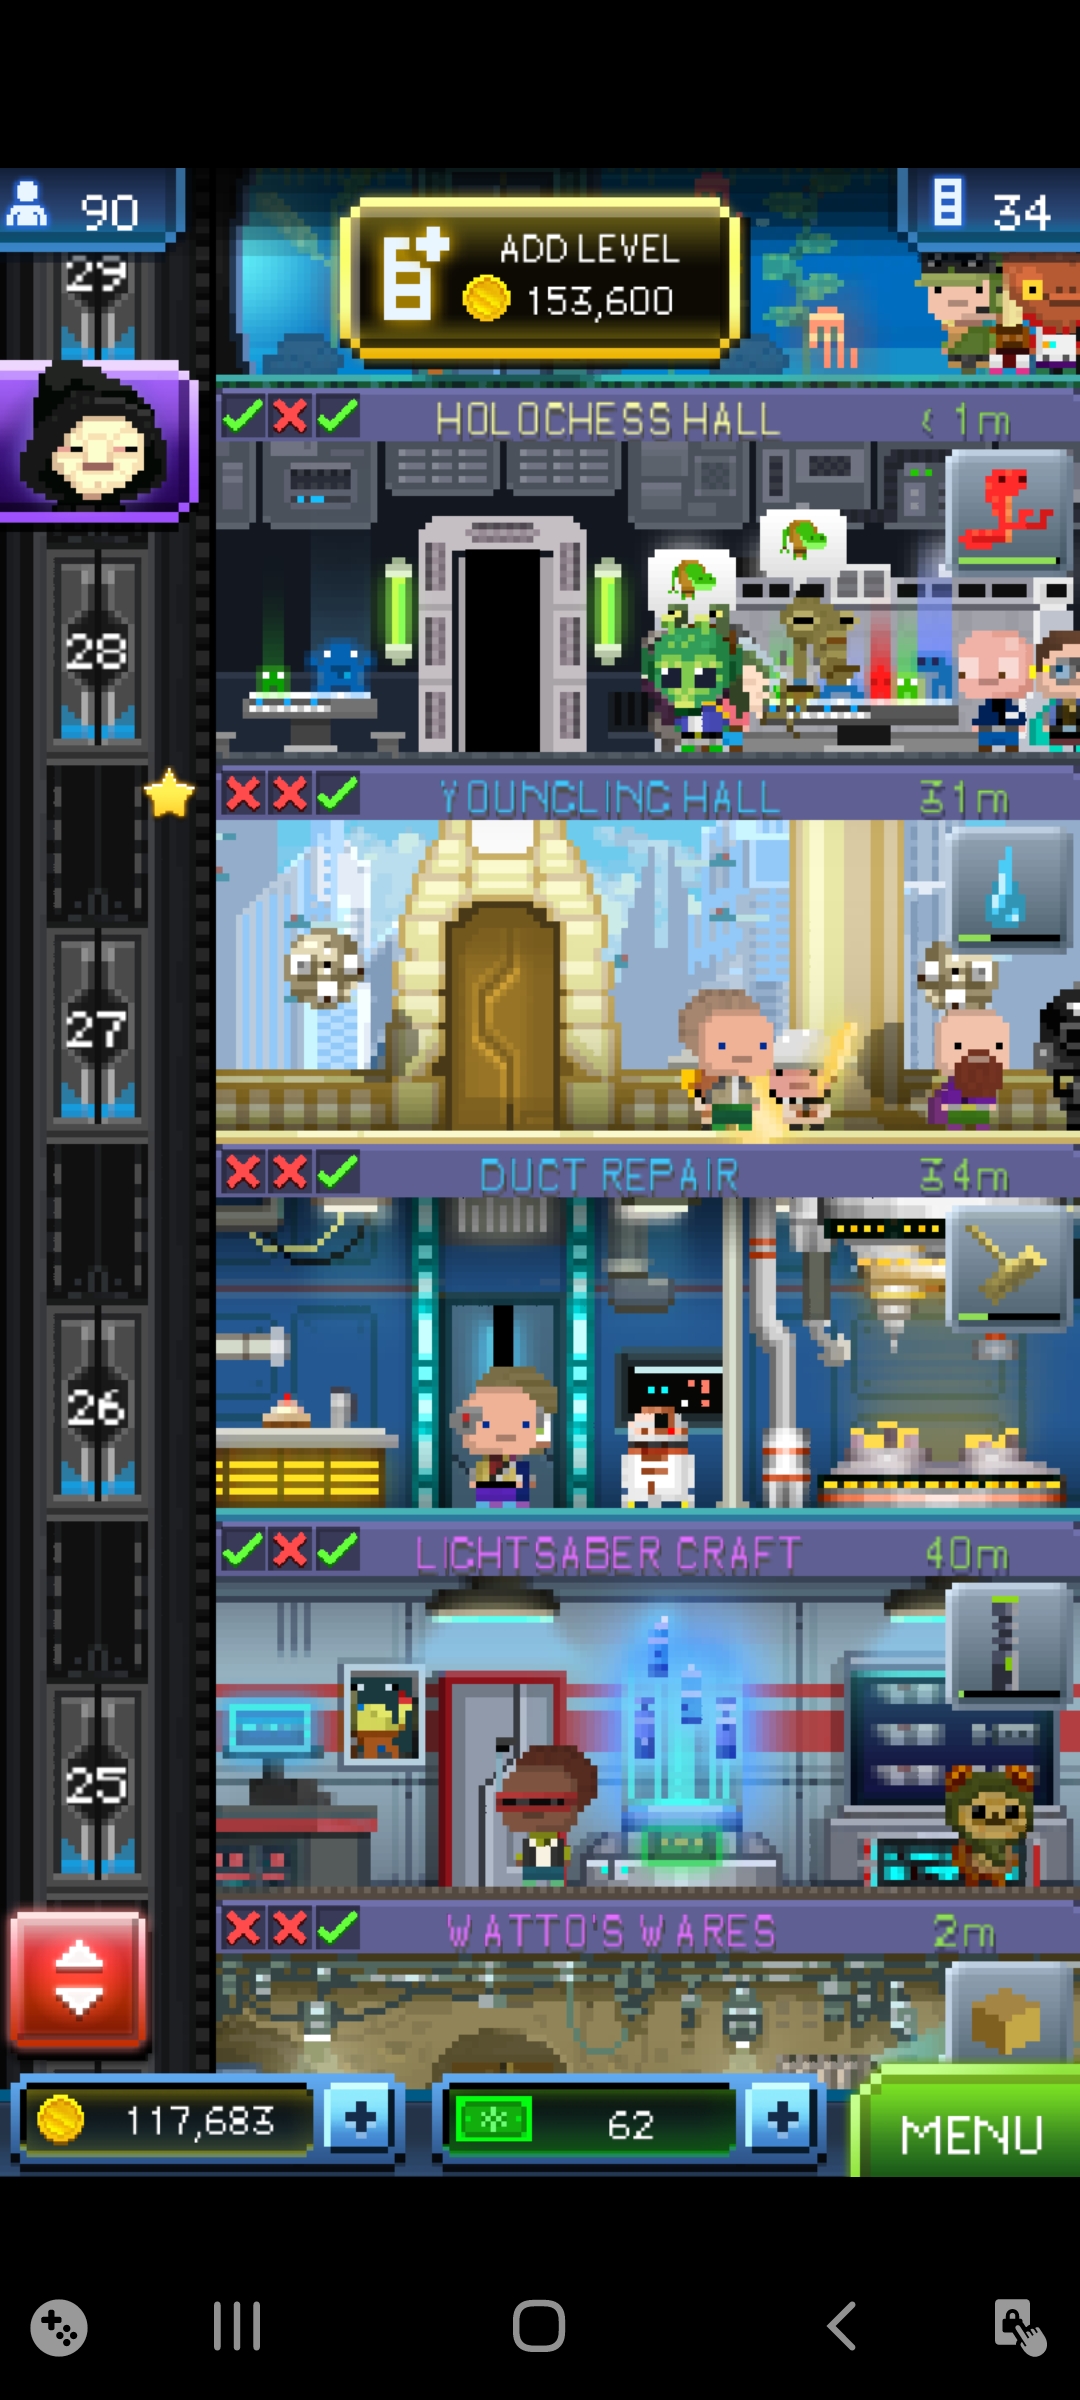 90
ADD LEVEL
153,600
34
29
HOLOCHESS HALL
< 1m
28
YOUNGLING HALL
31m
27
DUCT REPAIR
34m
26
LIGHTSABER CRAFT
40m
25
WATTO'S WARES
2m
117,683
62
MENU